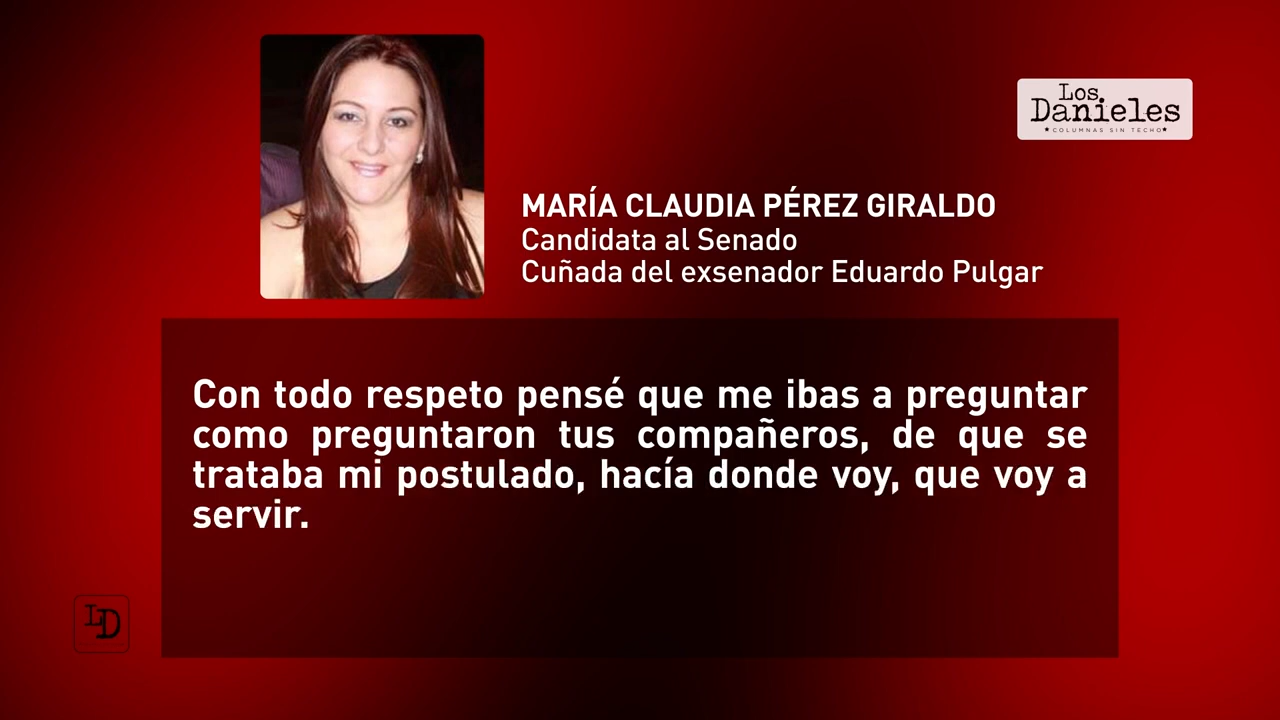 Los
Danieles
★COLUMNAS SIN TECHO★
MARÍA CLAUDIA PÉREZ GIRALDO
Candidata al Senado
Cuñada del exsenador Eduardo Pulgar
Con todo respeto pensé que me ibas a preguntar
como preguntaron tus compañeros, de que se
trataba mi postulado, hacía donde voy, que voy a
servir.
LD